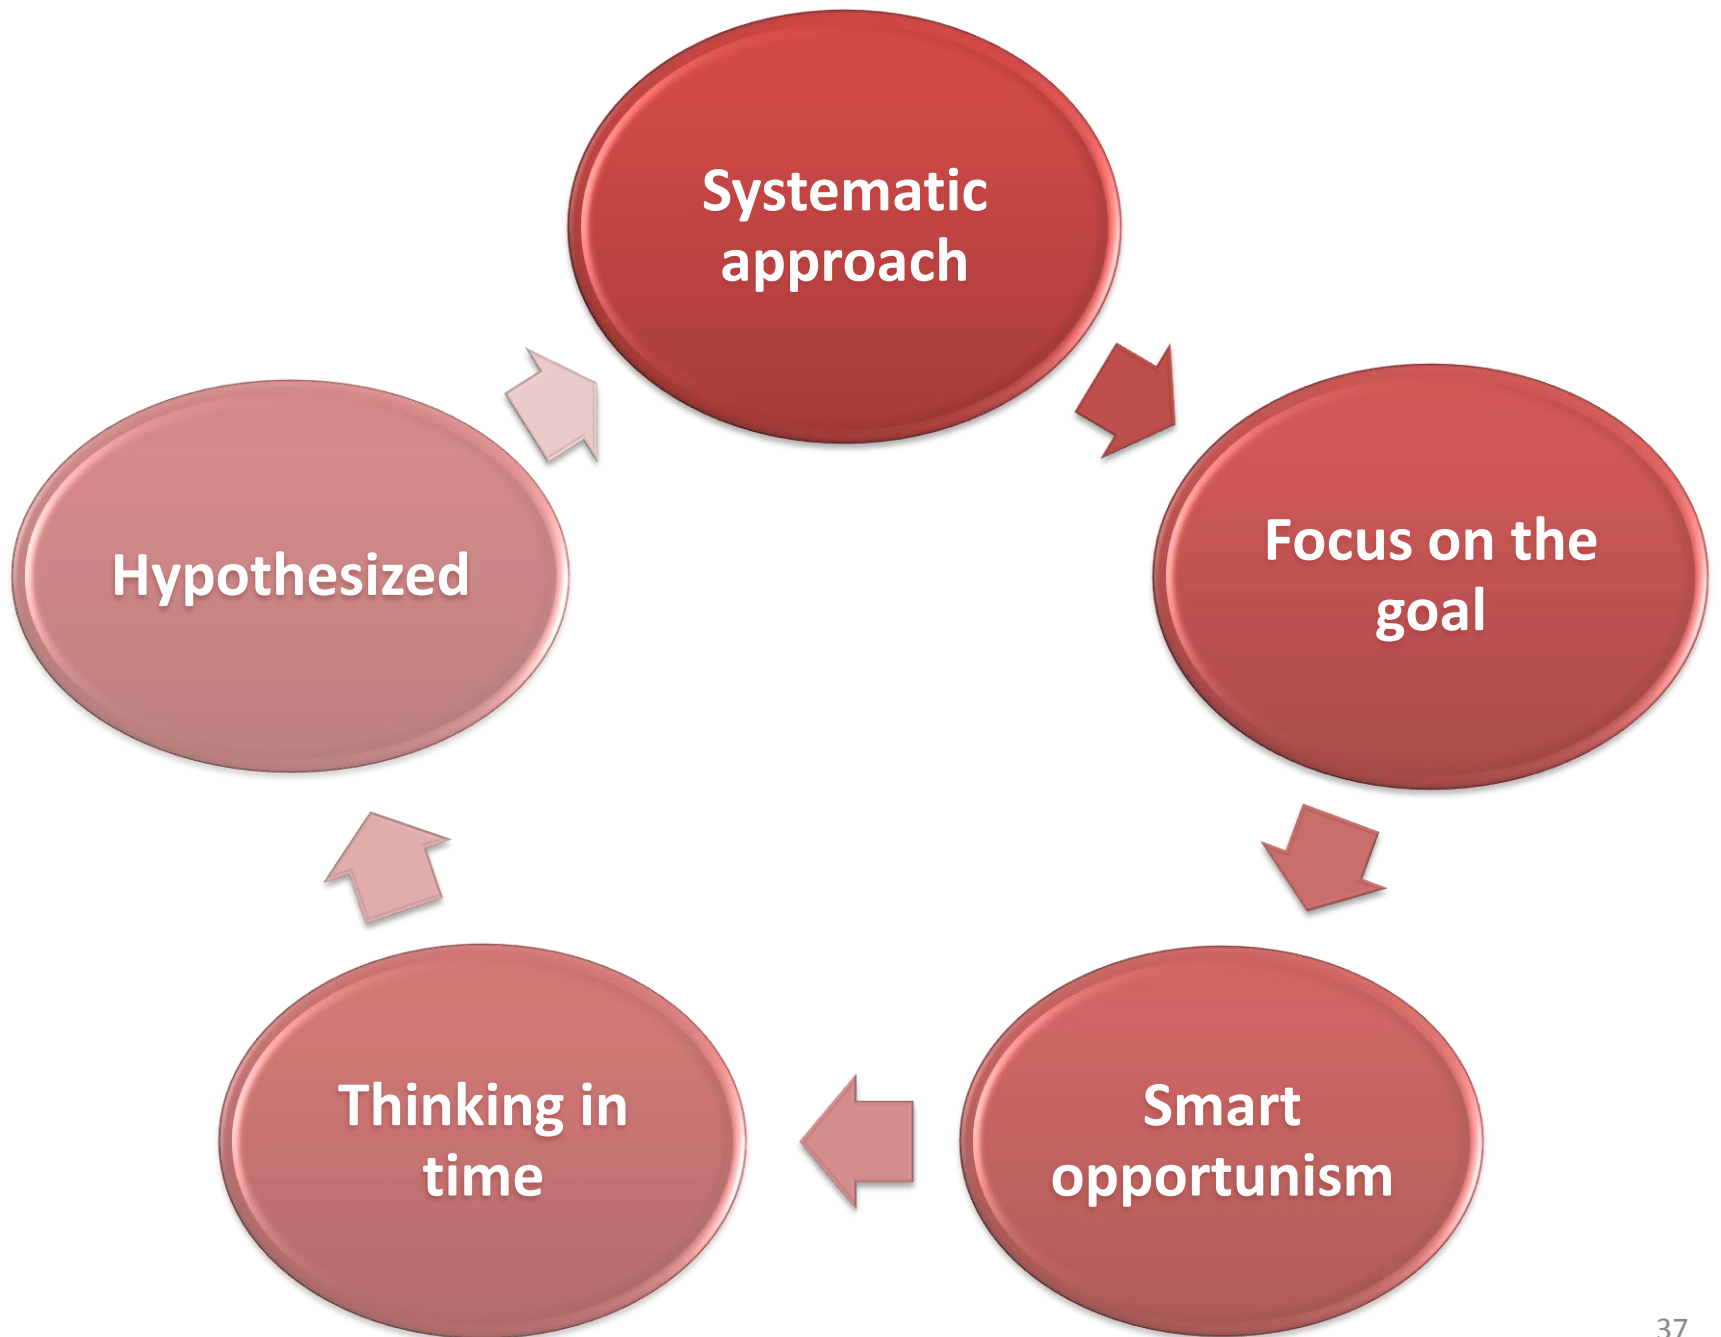 Systematic
approach
Focus on the
goal
Smart
opportunism
Thinking in
time
Hypothesized
37